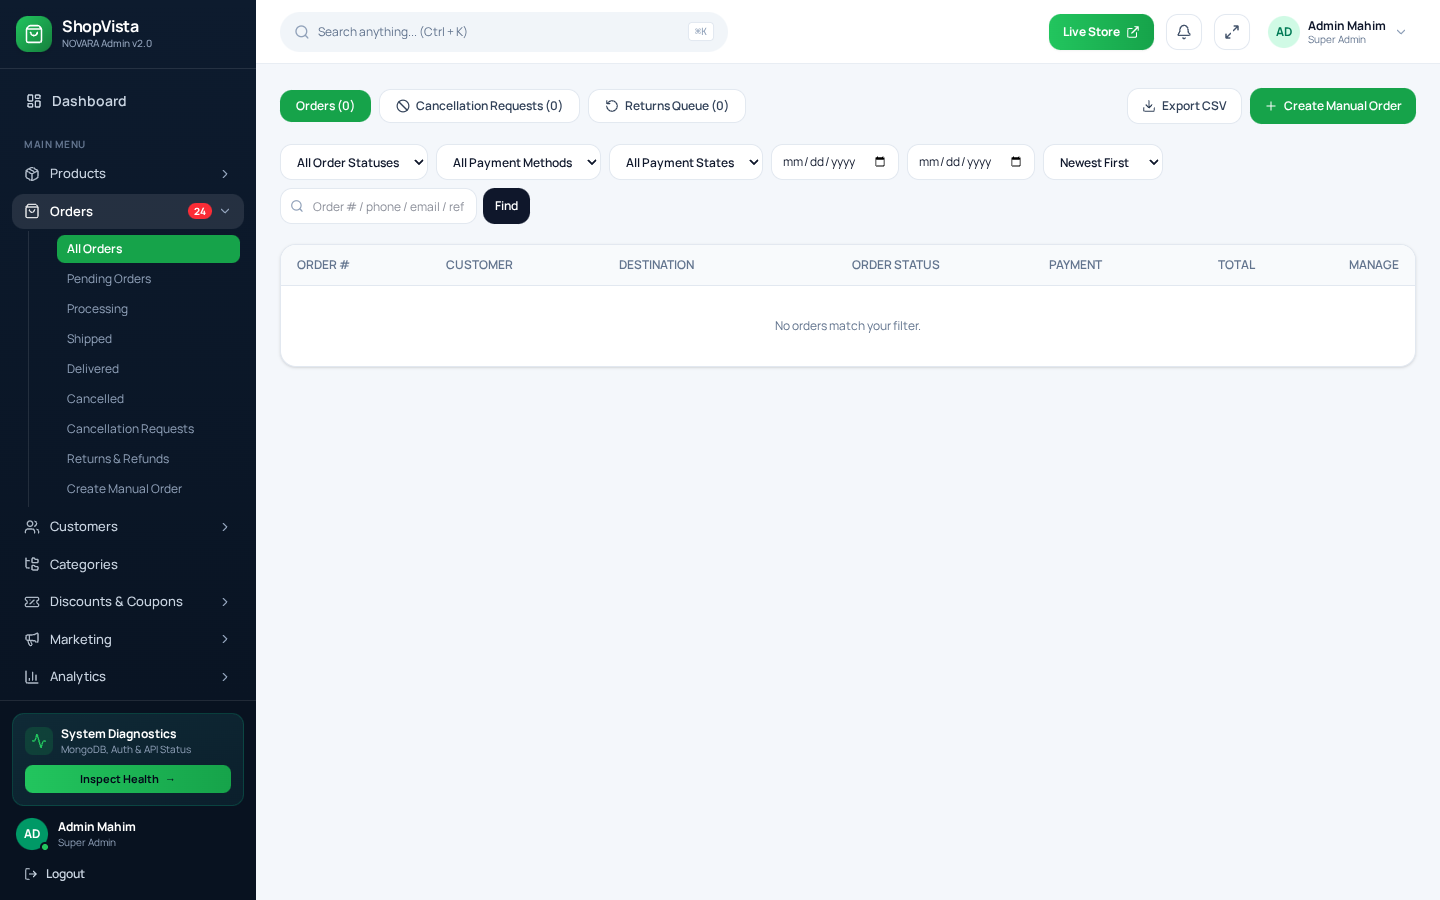 ShopVista
NOVARA Admin v2.0
Dashboard
MAIN MENU
Products
Orders 24
All Orders
Pending Orders
Processing
Shipped
Delivered
Cancelled
Cancellation Requests
Returns & Refunds
Create Manual Order
Customers
Categories
Discounts & Coupons
Marketing
Analytics
System Diagnostics
MongoDB, Auth & API Status
Inspect Health →
AD Admin Mahim
Super Admin
Logout
Search anything... (Ctrl + K) ⌘K
Live Store
AD Admin Mahim
Super Admin
Orders (0) Cancellation Requests (0) Returns Queue (0) Export CSV + Create Manual Order
All Order Statuses All Payment Methods All Payment States mm/dd/yyyy mm/dd/yyyy Newest First
Order # / phone / email / ref Find
ORDER # CUSTOMER DESTINATION ORDER STATUS PAYMENT TOTAL MANAGE
No orders match your filter.